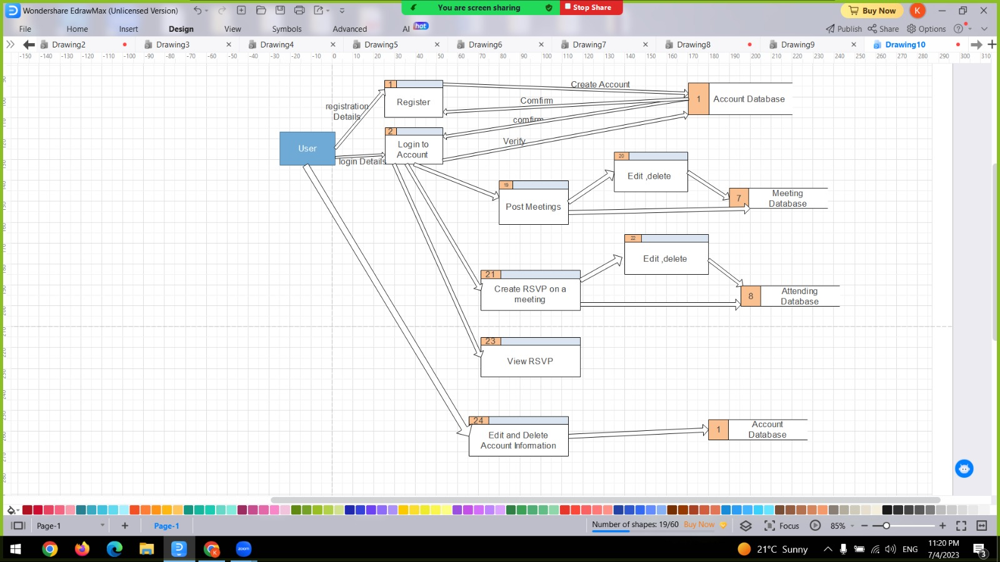 Wondershare EdrawMax (Unlicensed Version)
You are screen sharing
Stop Share
Buy Now
K
File
Home
Insert
Design
View
Symbols
Advanced
AI
hot
Publish
Share
Options
Drawing2
Drawing3
Drawing4
Drawing5
Drawing6
Drawing7
Drawing8
Drawing9
Drawing10
-150 -140 -130 -120 -110 -100 -90 -80 -70 -60 -50 -40 -30 -20 -10 0 10 20 30 40 50 60 70 80 90 100 110 120 130 140 150 160 170 180 190 200 210 220 230 240 250 260 270 280 290 300 310
1
Register
Create Account
1
Account Database
Comfirm
registration
Details
comfirm
2
Login to
Account
User
Verify
login Details
20
Edit ,delete
19
Post Meetings
7
Meeting
Database
22
Edit ,delete
21
Create RSVP on a
meeting
8
Attending
Database
23
View RSVP
24
Edit and Delete
Account Information
1
Account
Database
Page-1
Page-1
Number of shapes: 19/60
Buy Now
Focus
85%
zoom
21°C Sunny
ENG
11:20 PM
7/4/2023
3